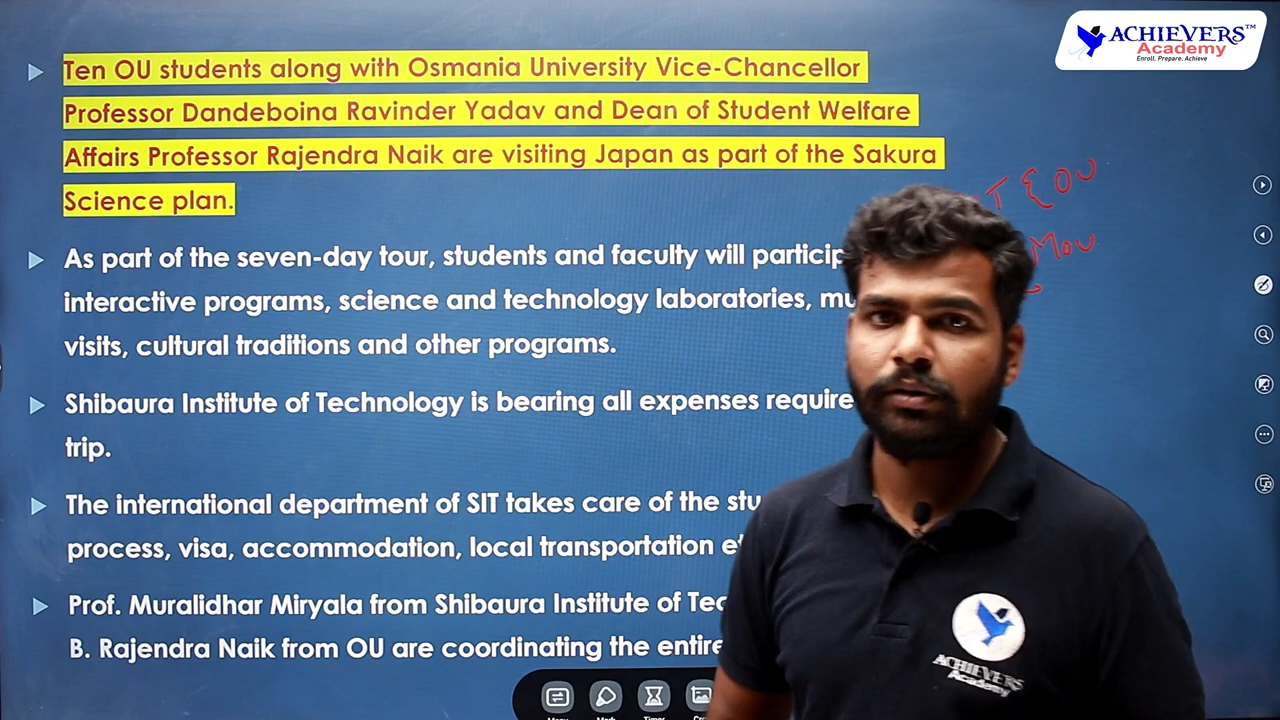 ACHIEVERS™
Academy
Enroll. Prepare. Achieve
Ten OU students along with Osmania University Vice-Chancellor
Professor Dandeboina Ravinder Yadav and Dean of Student Welfare
Affairs Professor Rajendra Naik are visiting Japan as part of the Sakura
Science plan.
As part of the seven-day tour, students and faculty will particip
interactive programs, science and technology laboratories, mu
visits, cultural traditions and other programs.
Shibaura Institute of Technology is bearing all expenses require
trip.
The international department of SIT takes care of the stu
process, visa, accommodation, local transportation et
Prof. Muralidhar Miryala from Shibaura Institute of Tec
B. Rajendra Naik from OU are coordinating the entire
T & OU
MoU
ACHIEVERS
Academy